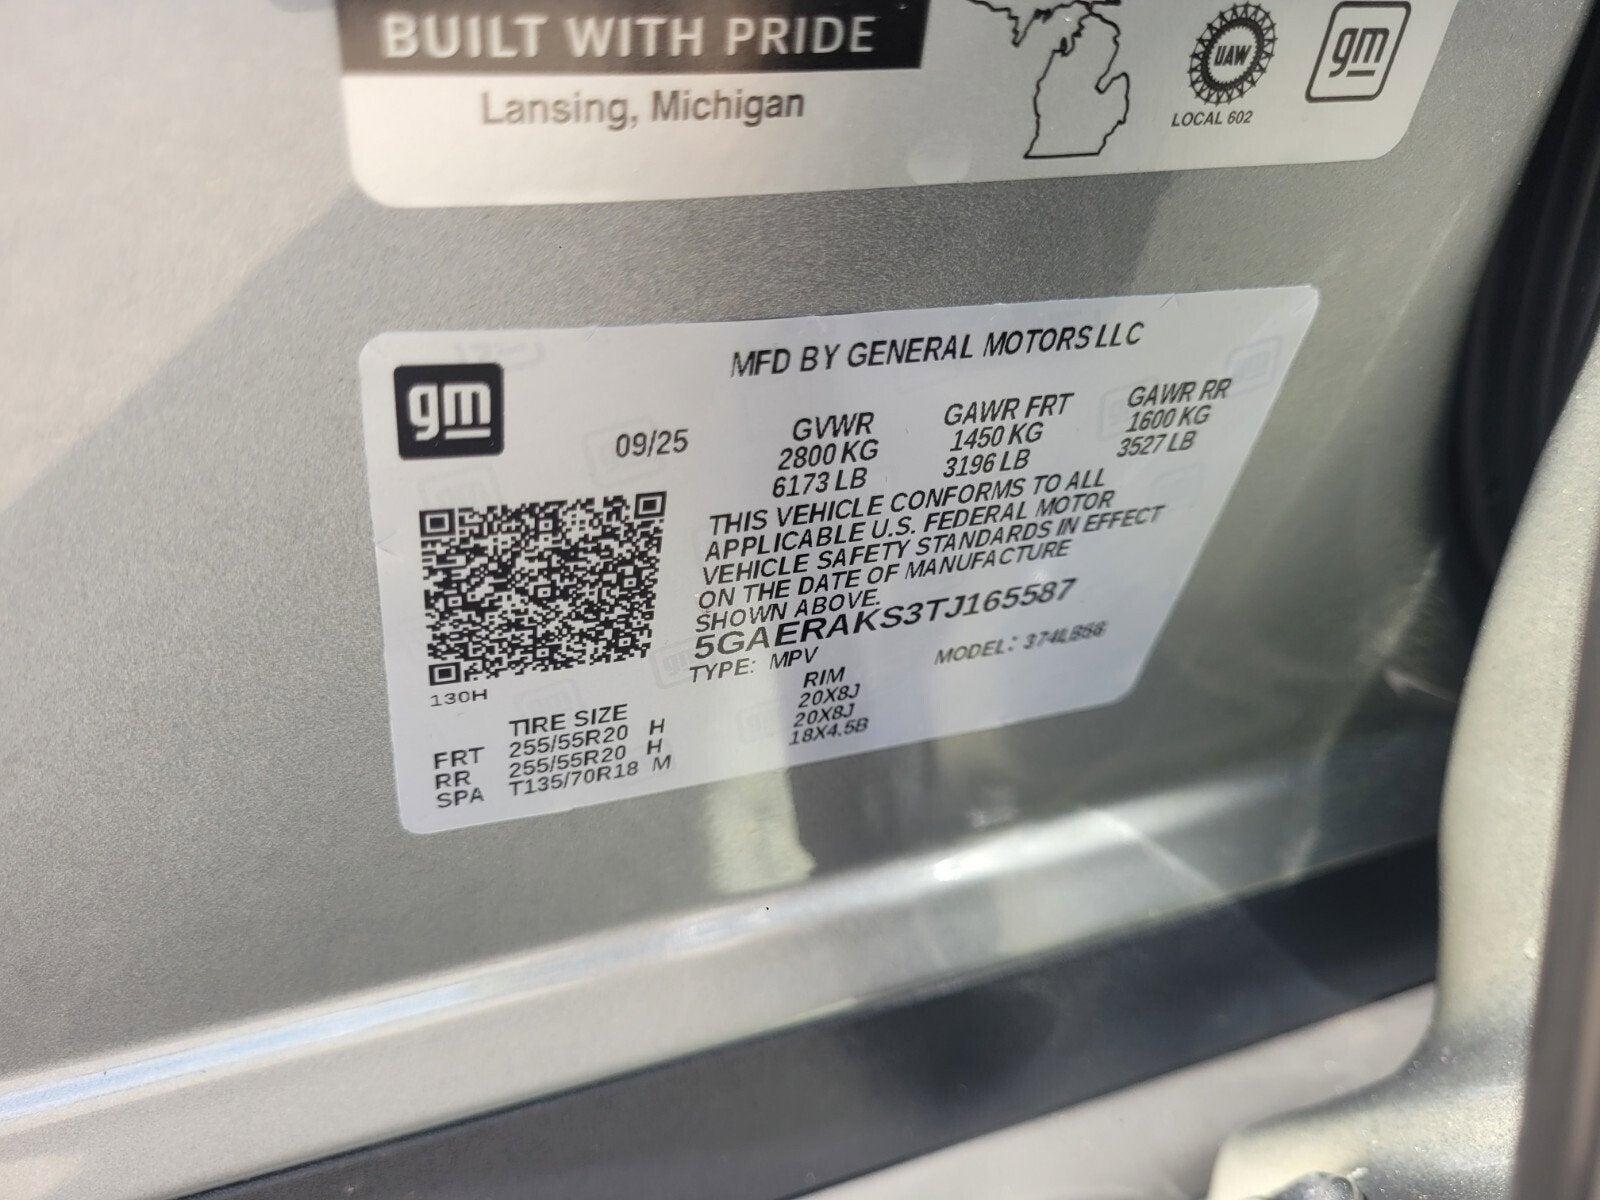 BUILT WITH PRIDE
Lansing, Michigan
UAW
LOCAL 602
gm
gm
MFD BY GENERAL MOTORS LLC
09/25
GVWR GAWR FRT GAWR RR
2800 KG 1450 KG 1600 KG
6173 LB 3196 LB 3527 LB
THIS VEHICLE CONFORMS TO ALL
APPLICABLE U.S. FEDERAL MOTOR
VEHICLE SAFETY STANDARDS IN EFFECT
ON THE DATE OF MANUFACTURE
SHOWN ABOVE.
5GAERAKS3TJ165587
TYPE: MPV MODEL:
130H
TIRE SIZE RIM
FRT 255/55R20 H 20X8J
RR 255/55R20 H 20X8J
SPA T135/70R18 M 18X4.5B